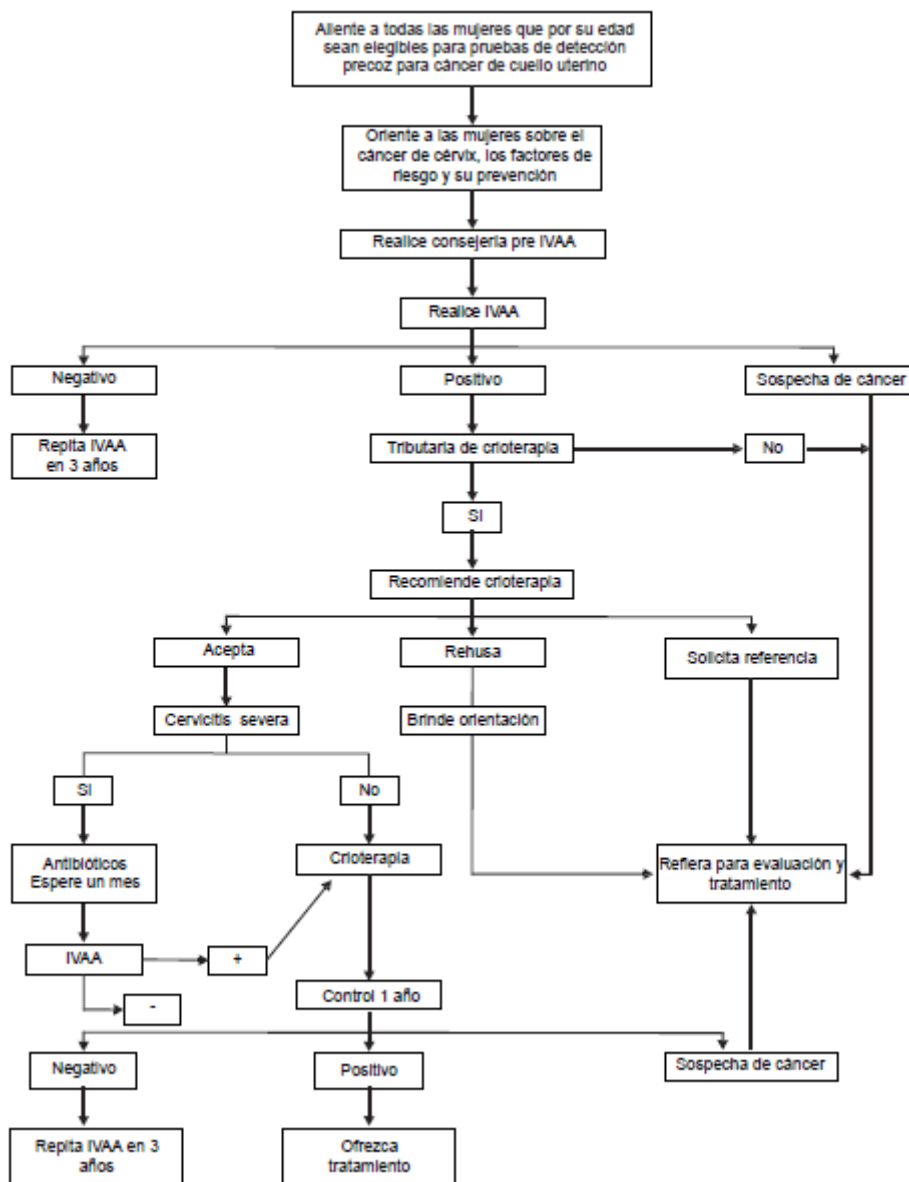 Aliente a todas las mujeres que por su edad
sean elegibles para pruebas de detección
precoz para cáncer de cuello uterino
Oriente a las mujeres sobre el
cáncer de cérvix, los factores de
riesgo y su prevención
Realice consejería pre IVAA
Realice IVAA
Negativo
Positivo
Sospecha de cáncer
Repita IVAA
en 3 años
Tributaria de crioterapia
No
SI
Recomiende crioterapia
Acepta
Rehusa
Solicita referencia
Cervicitis severa
Brinde orientación
SI
No
Antibióticos
Espere un mes
Crioterapia
Refiera para evaluación y
tratamiento
IVAA
+
-
Control 1 año
Negativo
Positivo
Sospecha de cáncer
Repita IVAA en 3
años
Ofrezca
tratamiento